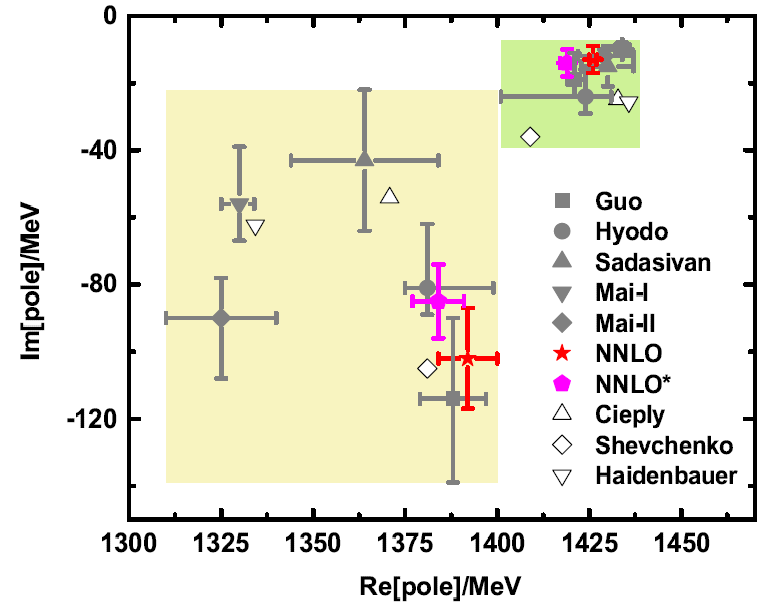 0
-40
-80
-120
Im[pole]/MeV
Guo
Hyodo
Sadasivan
Mai-I
Mai-II
NNLO
NNLO*
Cieply
Shevchenko
Haidenbauer
1300 1325 1350 1375 1400 1425 1450
Re[pole]/MeV